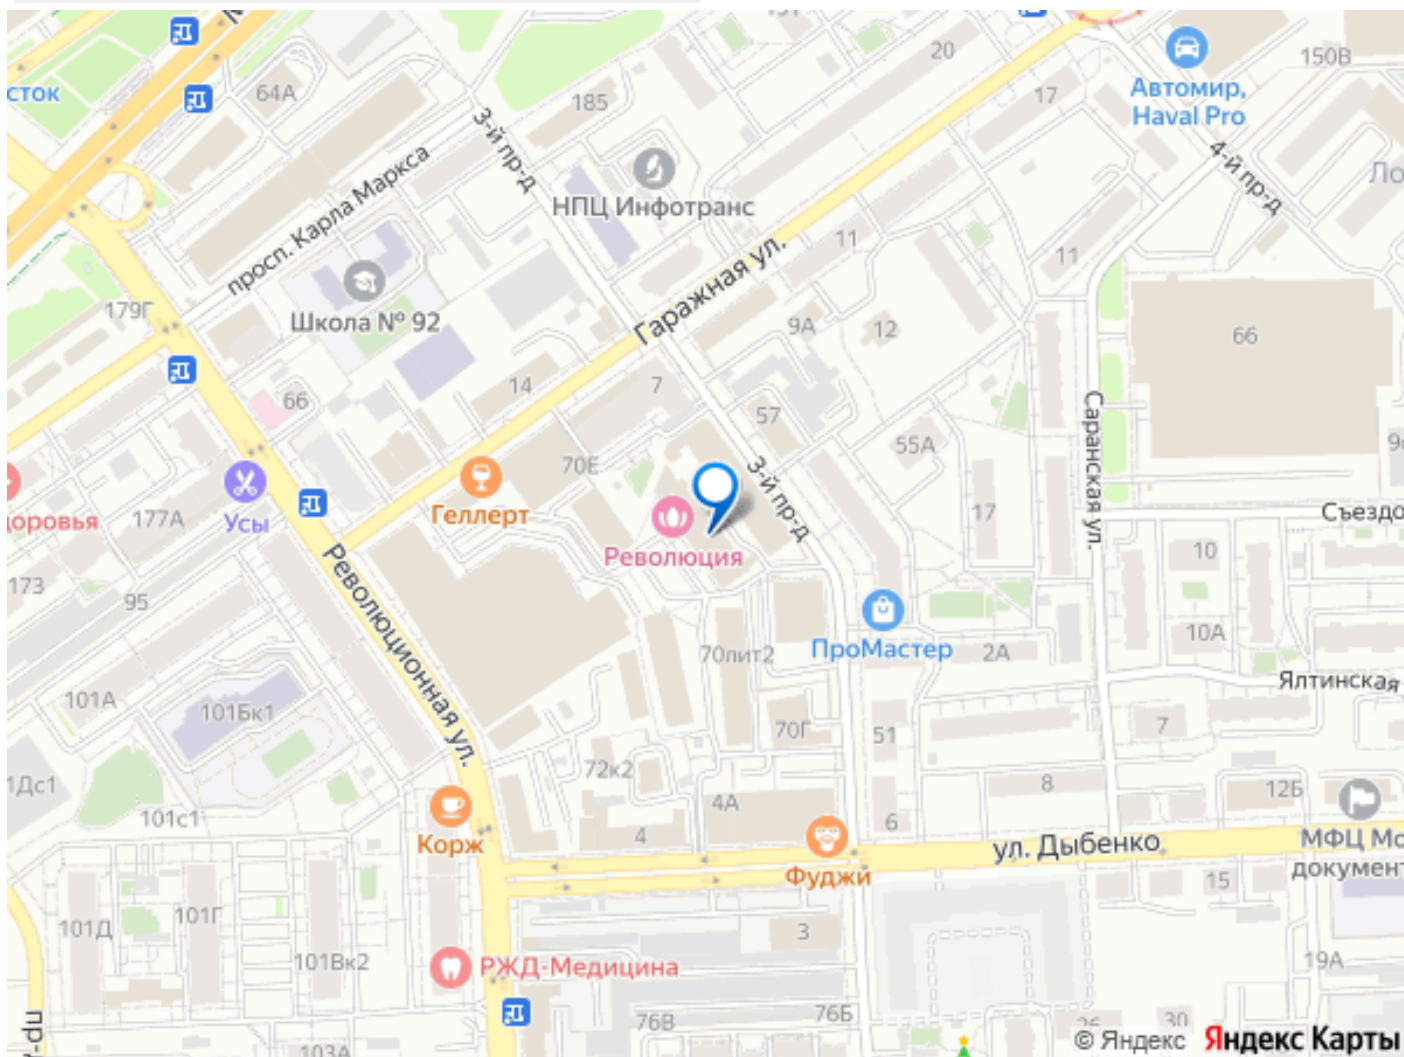 20
150В
Автомир,
Haval Pro
64А
185
17
сток
3-й пр-д
4-й пр-д
НПЦ Инфотранс
просп. Карла Маркса
11
11
179Г
Школа № 92
Гаражная ул.
9А
12
66
14
7
66
57
55А
Саранская ул.
70Е
3-й пр-д
Геллерт
доровья
177А
Усы
17
Съездо
Революция
10
173
95
Революционная ул.
ПроМастер
10А
70лит2
2А
Ялтинская
101А
101Бк1
7
70Г
51
72к2
1Дс1
8
12Б
101с1
4А
Корж
4
6
ул. Дыбенко
МФЦ Мо
документ
Фуджи
15
101Д
101Г
3
101Вк2
РЖД-Медицина
19А
пр-д
76В
76Б
30
103А
© Яндекс Яндекс Карты